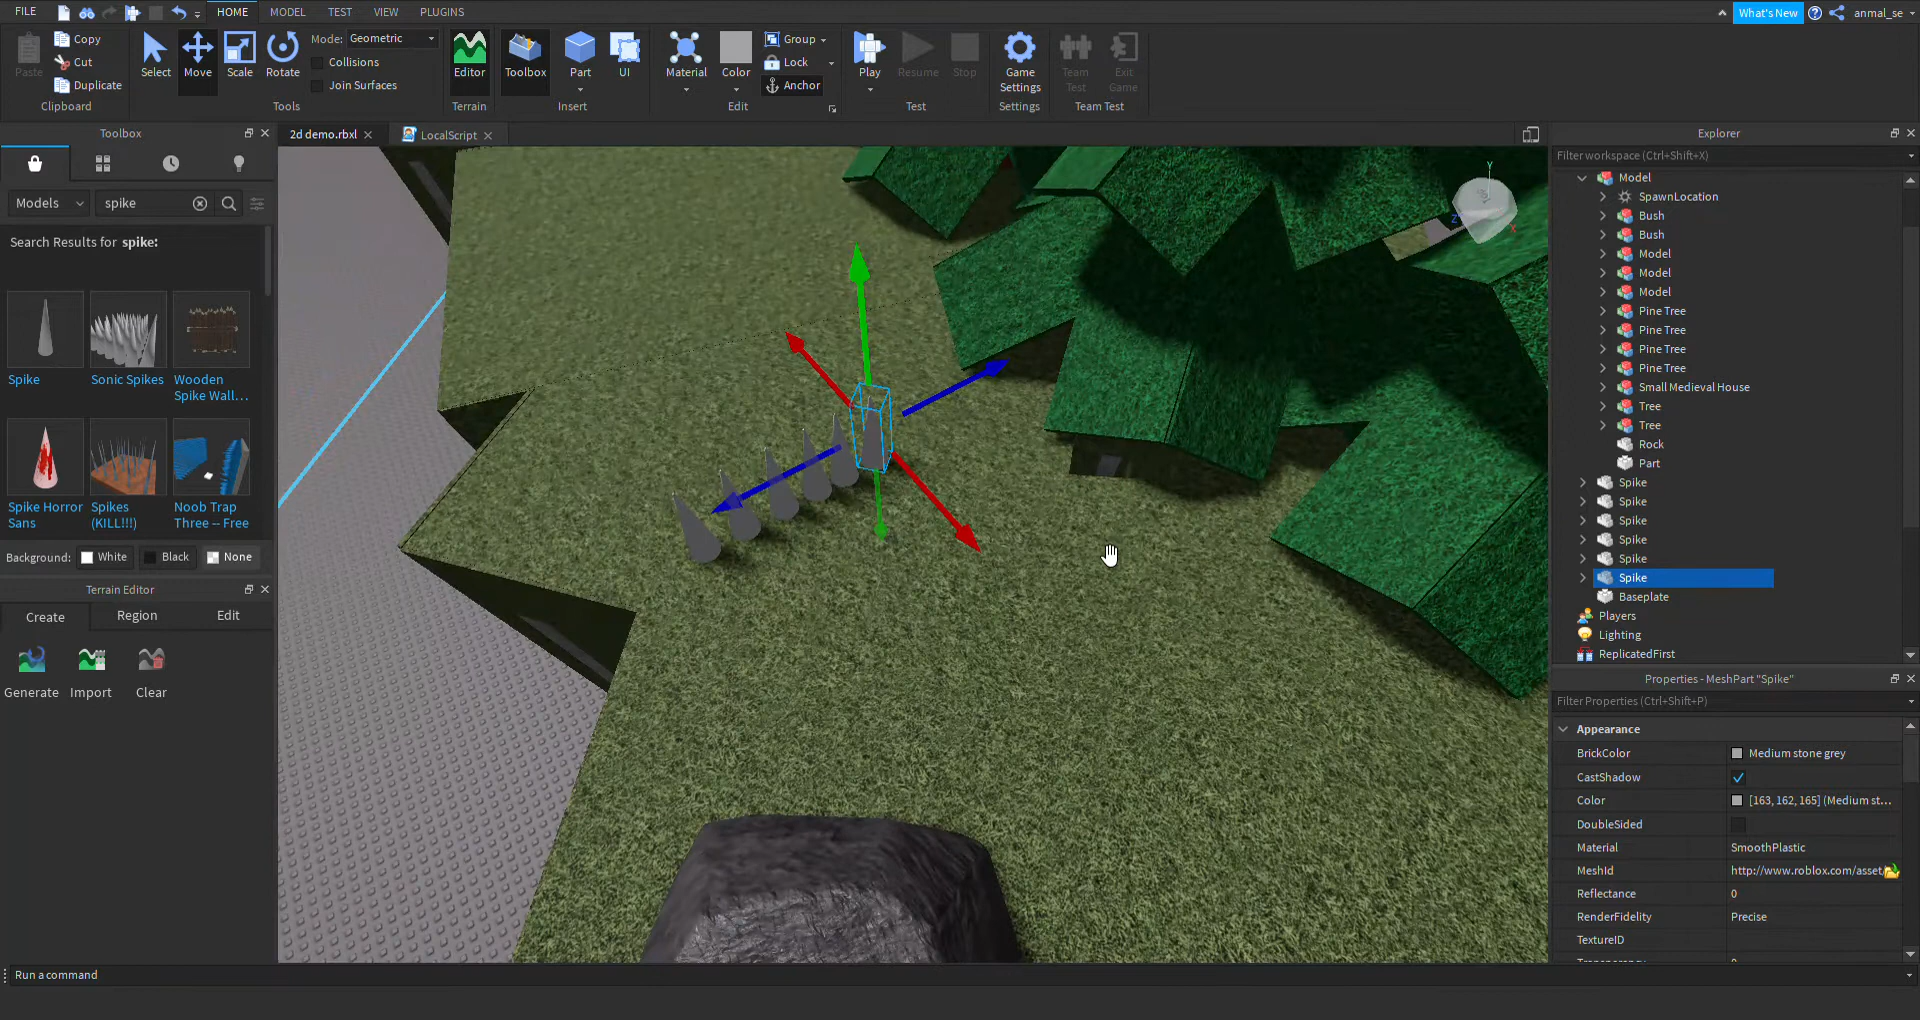 FILE HOME MODEL TEST VIEW PLUGINS What's New anmal_se
Paste Copy Cut Duplicate Clipboard
Select Move Scale Rotate Mode: Geometric Collisions Join Surfaces Tools
Editor Terrain
Toolbox Part UI Insert
Material Color Group Lock Anchor Edit
Play Resume Stop Test
Game Settings Settings
Team Test Exit Game Team Test
Toolbox
Models spike
Search Results for spike:
Spike Sonic Spikes Wooden Spike Wall...
Spike Horror Sans Spikes (KILL!!!) Noob Trap Three -- Free
Background: White Black None
Terrain Editor
Create Region Edit
Generate Import Clear
2d demo.rbxl LocalScript
Y
Z
X
Explorer
Filter workspace (Ctrl+Shift+X)
Model
SpawnLocation
Bush
Bush
Model
Model
Model
Pine Tree
Pine Tree
Pine Tree
Pine Tree
Small Medieval House
Tree
Tree
Rock
Part
Spike
Spike
Spike
Spike
Spike
Spike
Baseplate
Players
Lighting
ReplicatedFirst
Properties - MeshPart "Spike"
Filter Properties (Ctrl+Shift+P)
Appearance
BrickColor Medium stone grey
CastShadow
Color [163, 162, 165] (Medium st...
DoubleSided
Material SmoothPlastic
MeshId http://www.roblox.com/asset
Reflectance 0
RenderFidelity Precise
TextureID
Run a command